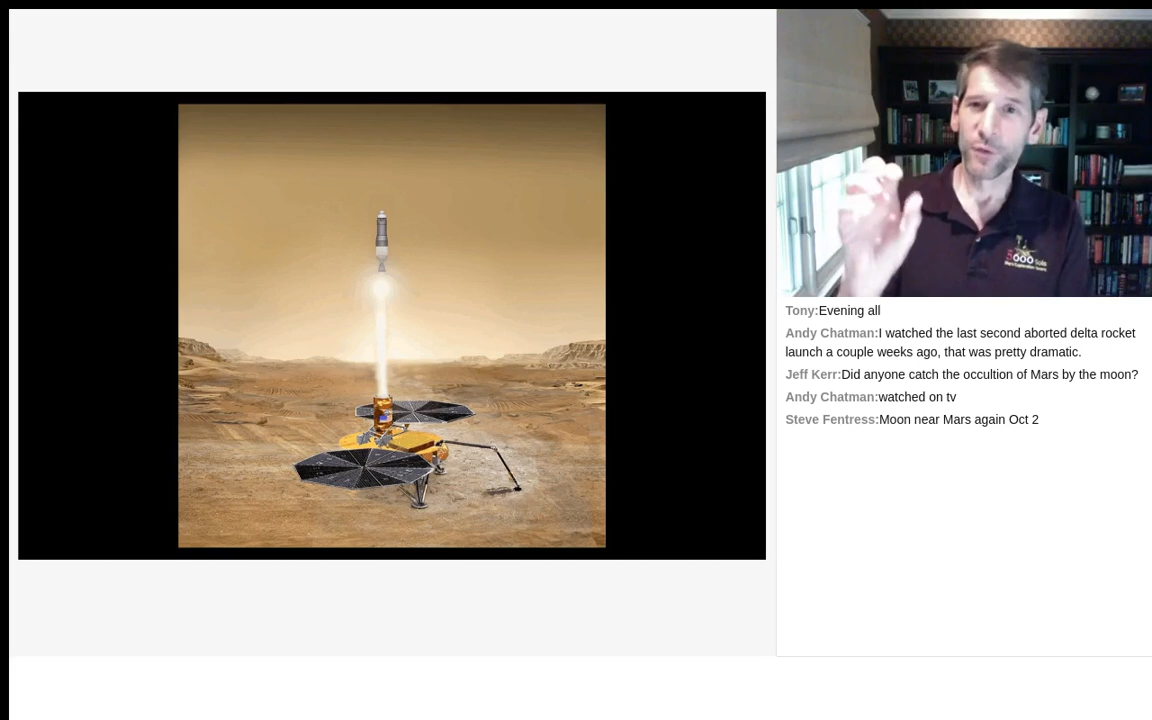 5000 Sols
Tony:Evening all
Andy Chatman:I watched the last second aborted delta rocket
launch a couple weeks ago, that was pretty dramatic.
Jeff Kerr:Did anyone catch the occultion of Mars by the moon?
Andy Chatman:watched on tv
Steve Fentress:Moon near Mars again Oct 2